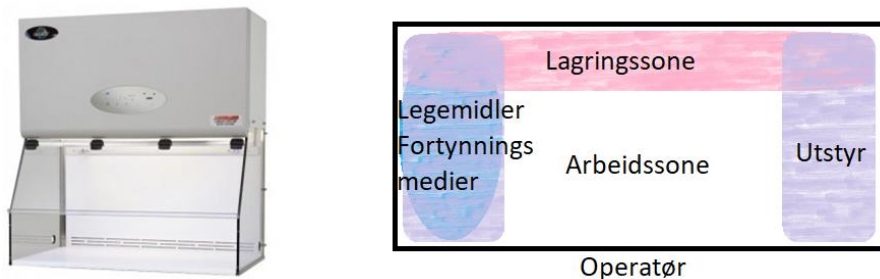 Lagringssone
Legemidler
Fortynnings
medier
Arbeidssone
Utstyr
Operatør